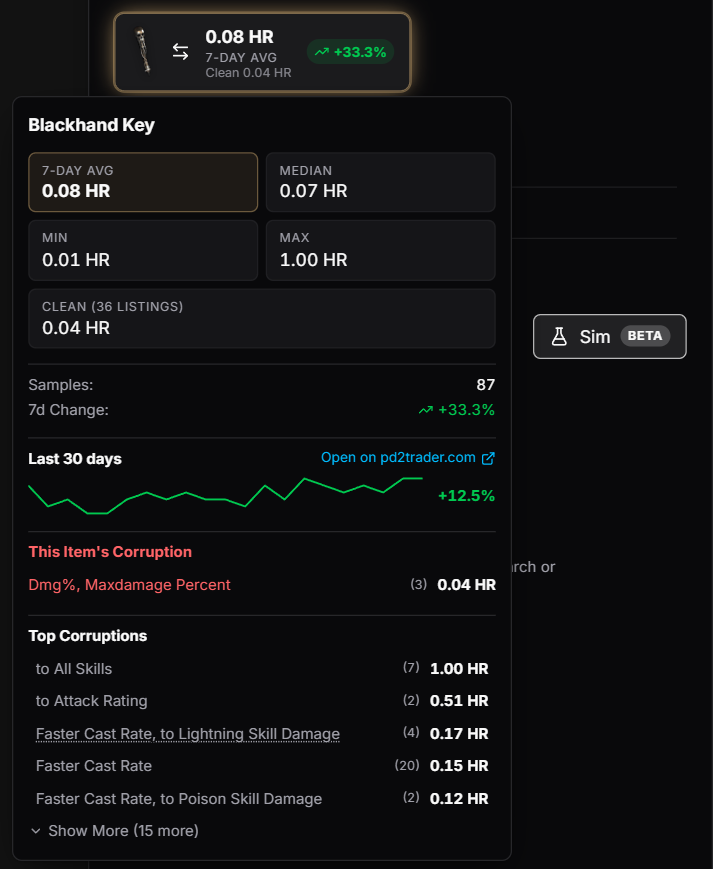 0.08 HR
7-DAY AVG
Clean 0.04 HR
+33.3%
Blackhand Key
7-DAY AVG
0.08 HR
MEDIAN
0.07 HR
MIN
0.01 HR
MAX
1.00 HR
CLEAN (36 LISTINGS)
0.04 HR
Sim BETA
Samples: 87
7d Change: +33.3%
Last 30 days Open on pd2trader.com
+12.5%
This Item's Corruption
Dmg%, Maxdamage Percent (3) 0.04 HR
rch or
Top Corruptions
to All Skills (7) 1.00 HR
to Attack Rating (2) 0.51 HR
Faster Cast Rate, to Lightning Skill Damage (4) 0.17 HR
Faster Cast Rate (20) 0.15 HR
Faster Cast Rate, to Poison Skill Damage (2) 0.12 HR
Show More (15 more)